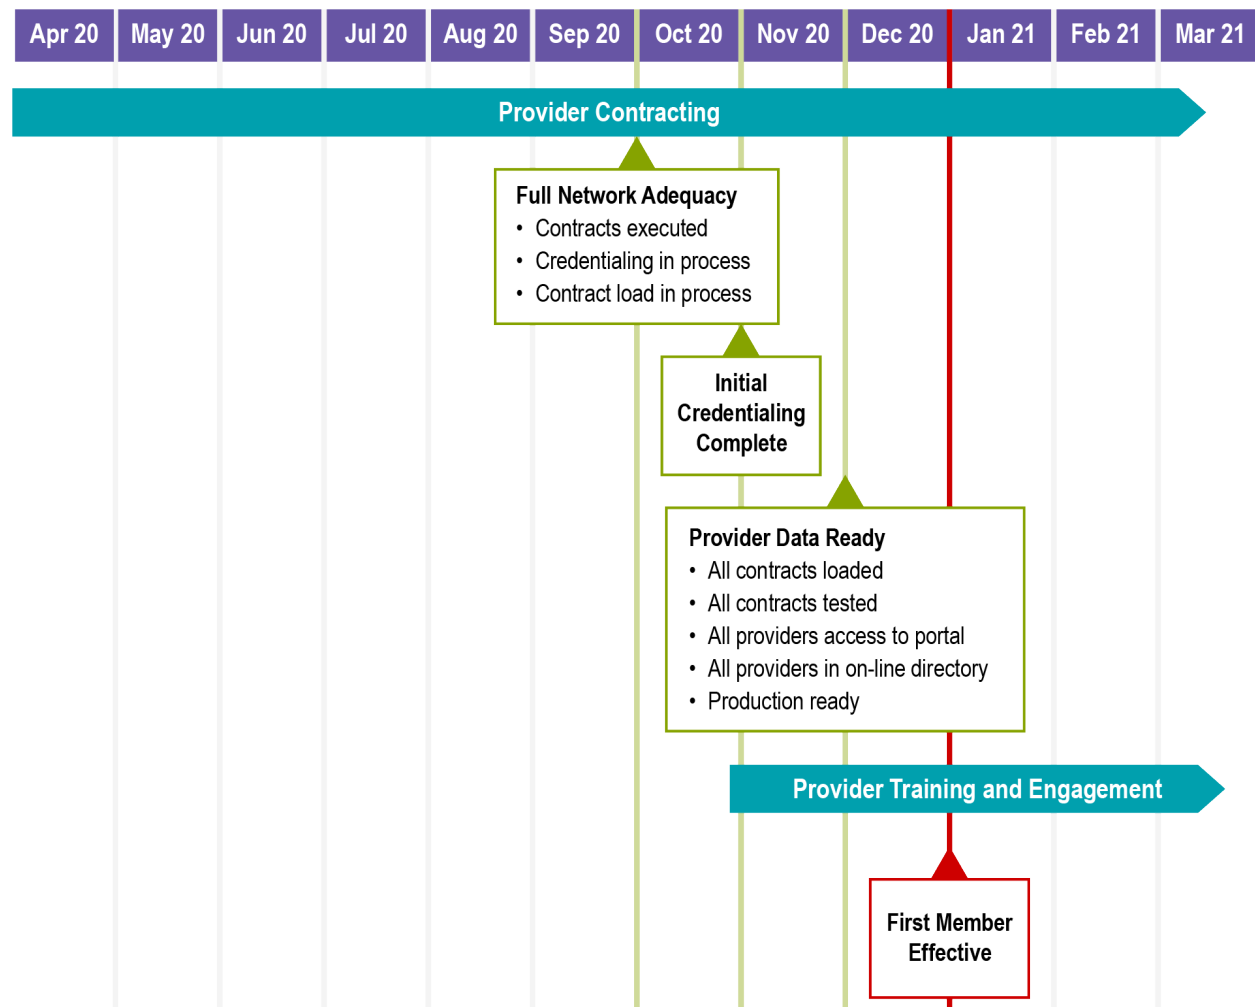 Apr 20 May 20 Jun 20 Jul 20 Aug 20 Sep 20 Oct 20 Nov 20 Dec 20 Jan 21 Feb 21 Mar 21
Provider Contracting
Full Network Adequacy
• Contracts executed
• Credentialing in process
• Contract load in process
Initial
Credentialing
Complete
Provider Data Ready
• All contracts loaded
• All contracts tested
• All providers access to portal
• All providers in on-line directory
• Production ready
Provider Training and Engagement
First Member
Effective